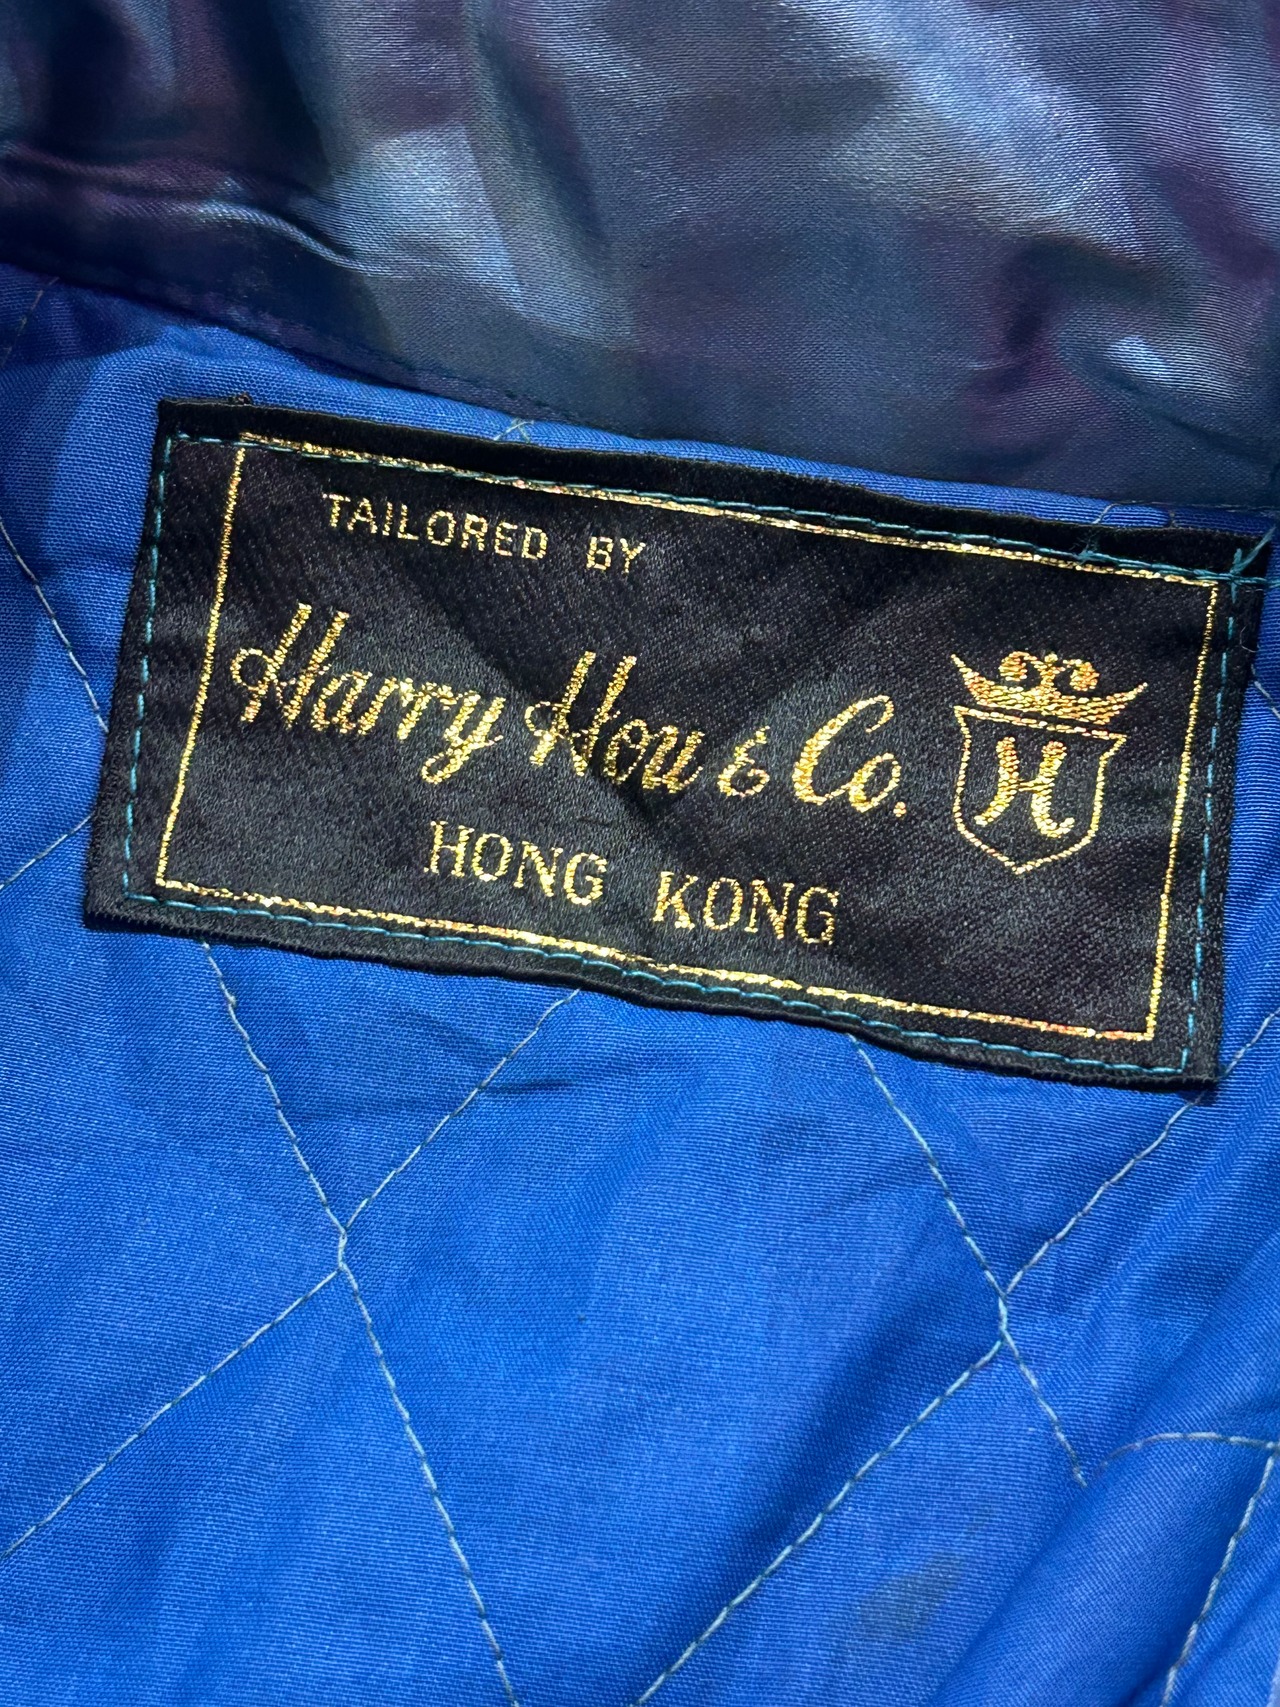 TAILORED BY
Harry Hou & Co.
H
HONG KONG